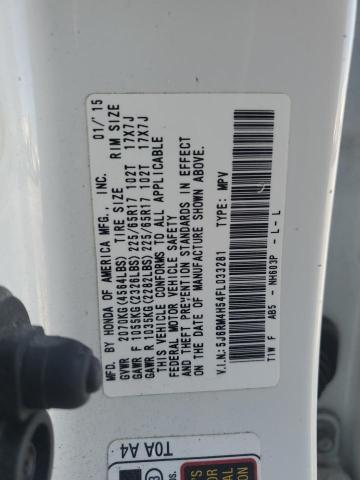 MFD. BY HONDA OF AMERICA MFG., INC. 01/'15
TIRE SIZE RIM SIZE
GVWR 2070KG(4564LBS)
GAWR F 1055KG(2326LBS) 225/65R17 102T 17X7J
GAWR R 1035KG(2282LBS) 225/65R17 102T 17X7J
THIS VEHICLE CONFORMS TO ALL APPLICABLE
FEDERAL MOTOR VEHICLE SAFETY
AND THEFT PREVENTION STANDARDS IN EFFECT
ON THE DATE OF MANUFACTURE SHOWN ABOVE.
V.I.N.: 5J6RM4H54FL033281 TYPE: MPV
T1W F AB5 - NH603P - L - L
T0A A4